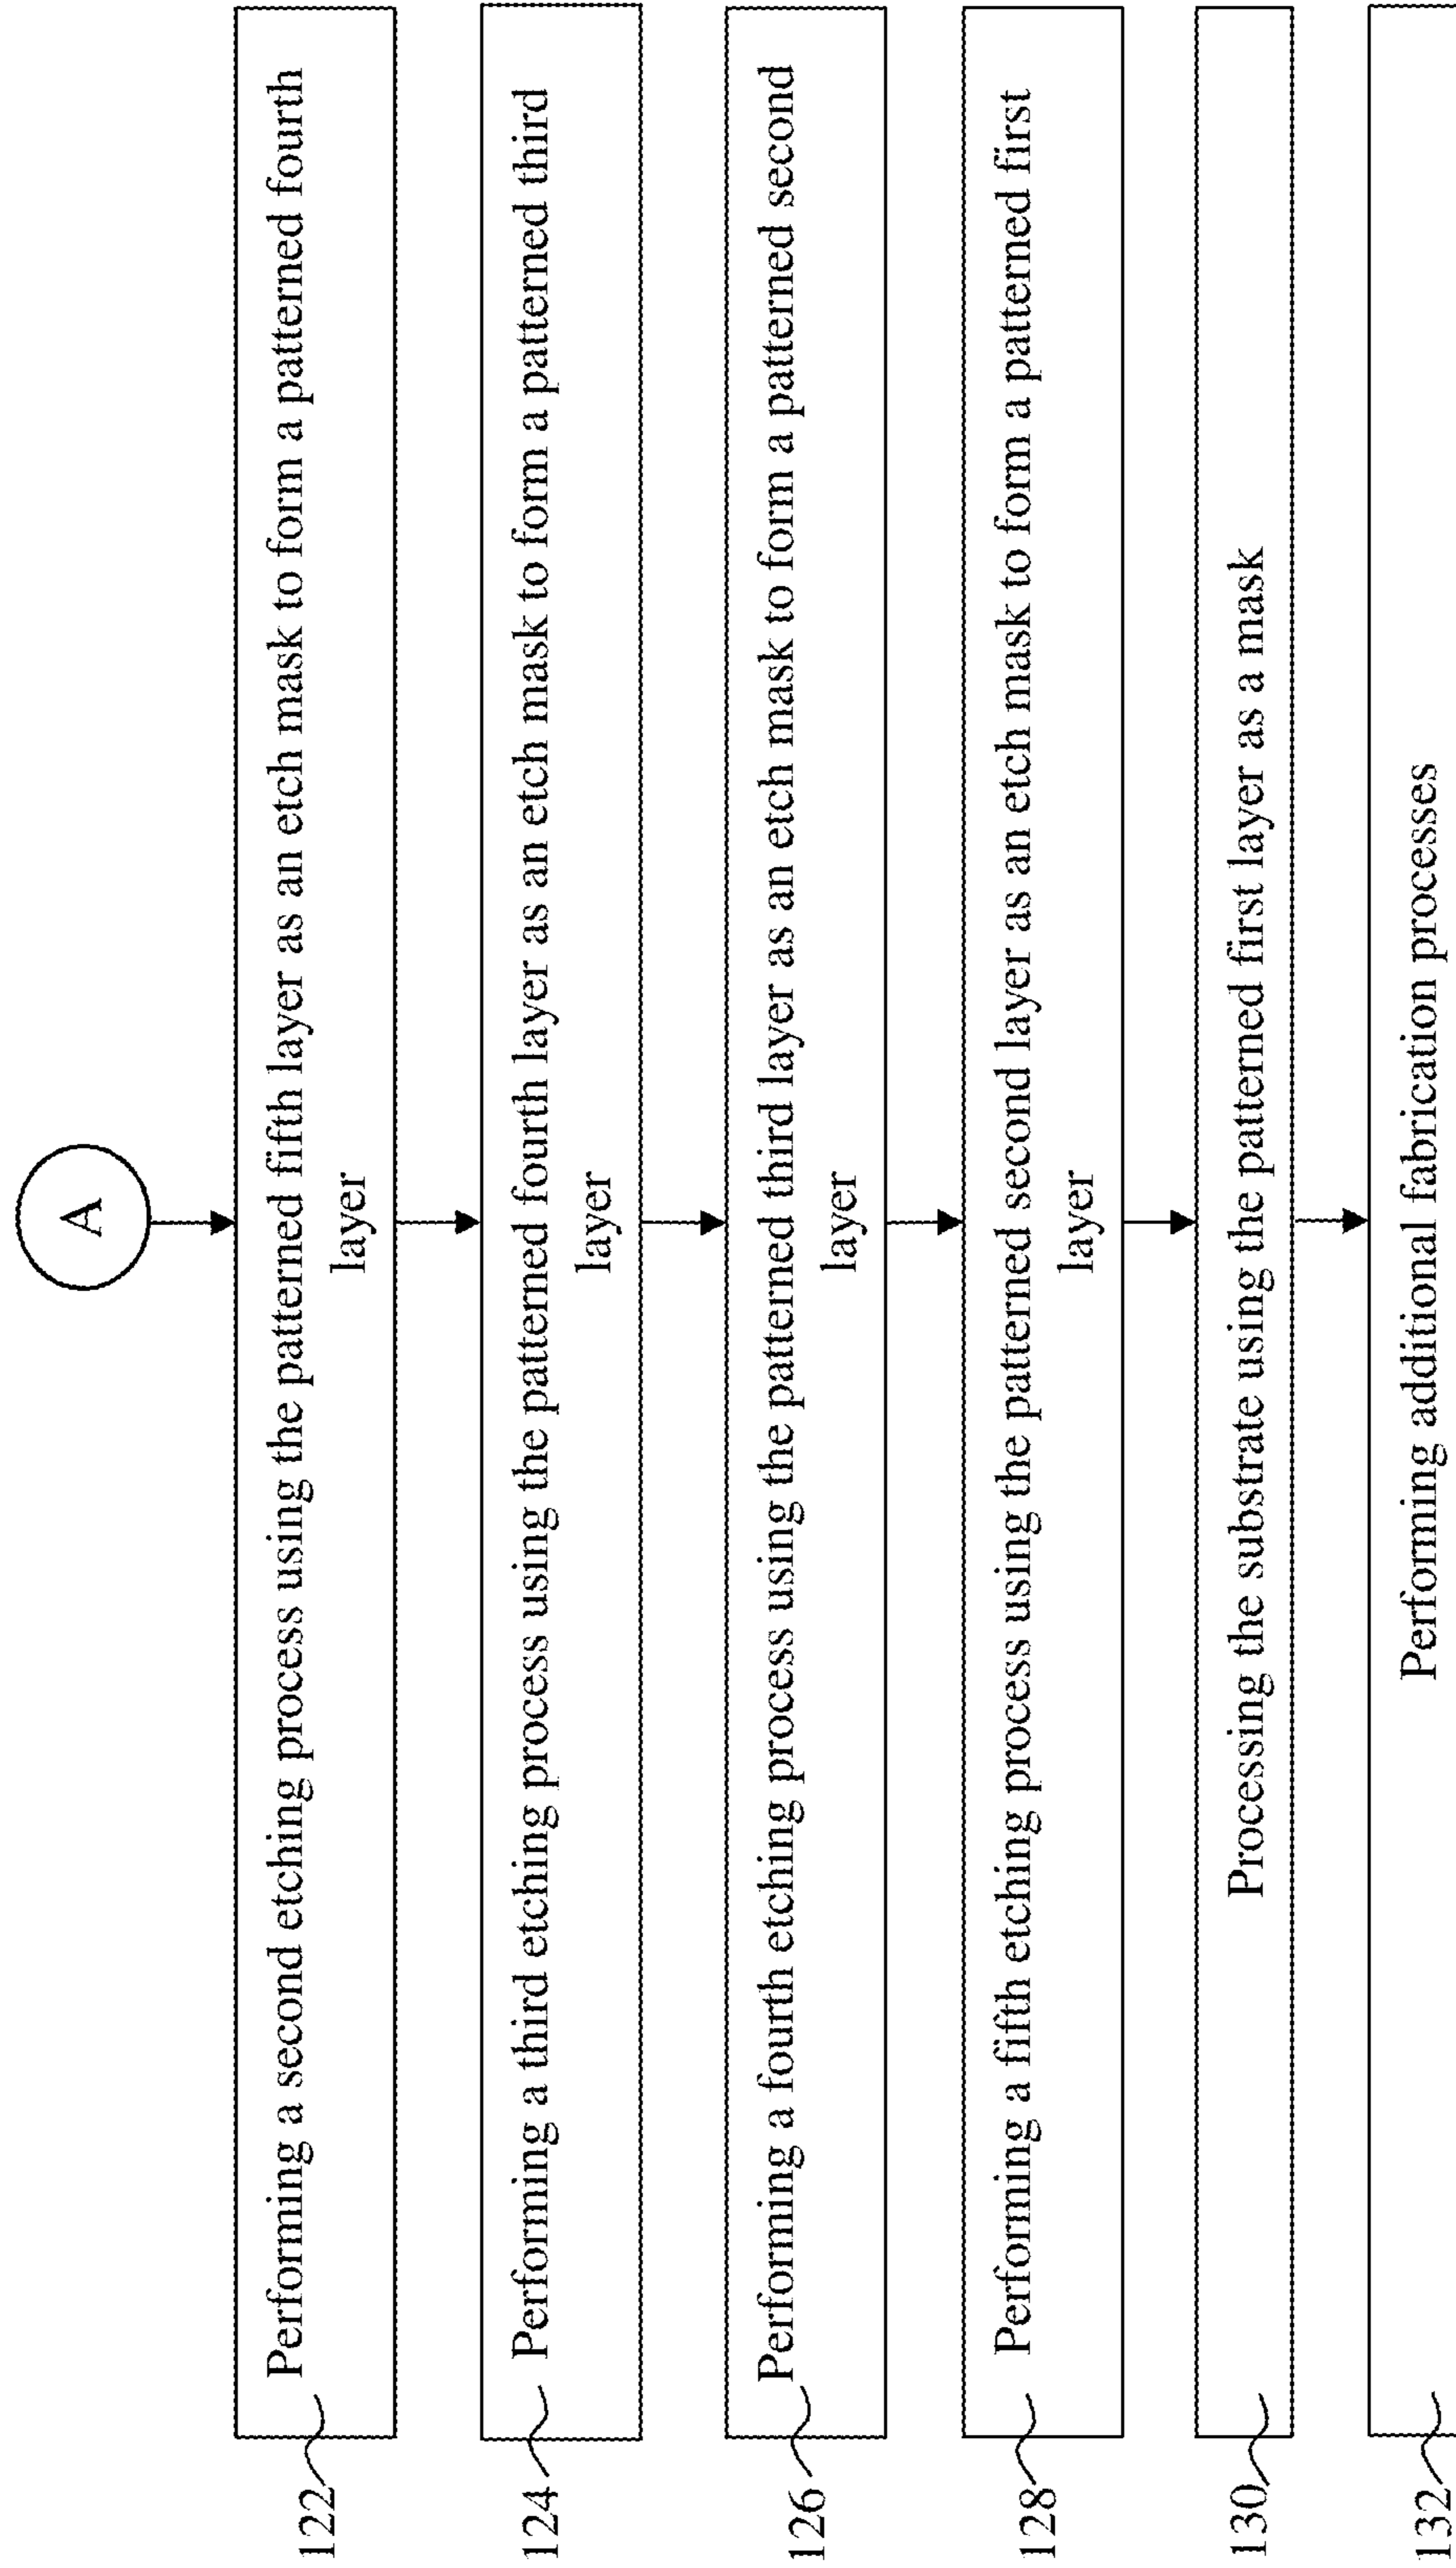 A
122
Performing a second etching process using the patterned fifth layer as an etch mask to form a patterned fourth
layer
124
Performing a third etching process using the patterned fourth layer as an etch mask to form a patterned third
layer
126
Performing a fourth etching process using the patterned third layer as an etch mask to form a patterned second
layer
128
Performing a fifth etching process using the patterned second layer as an etch mask to form a patterned first
layer
130
Processing the substrate using the patterned first layer as a mask
132
Performing additional fabrication processes